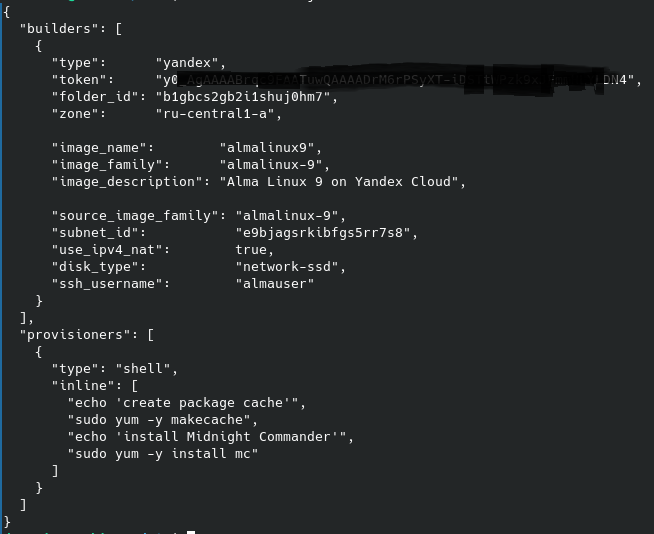 {
  "builders": [
    {
      "type":      "yandex",
      "token":     "y0
      "folder_id": "b1gbcs2gb2i1shuj0hm7",
      "zone":      "ru-central1-a",
      "image_name":        "almalinux9",
      "image_family":      "almalinux-9",
      "image_description": "Alma Linux 9 on Yandex Cloud",
      "source_image_family": "almalinux-9",
      "subnet_id":           "e9bjagsrkibfgs5rr7s8",
      "use_ipv4_nat":        true,
      "disk_type":           "network-ssd",
      "ssh_username":        "almauser"
    }
  ],
  "provisioners": [
    {
      "type": "shell",
      "inline": [
        "echo 'create package cache'",
        "sudo yum -y makecache",
        "echo 'install Midnight Commander'",
        "sudo yum -y install mc"
      ]
    }
  ]
}